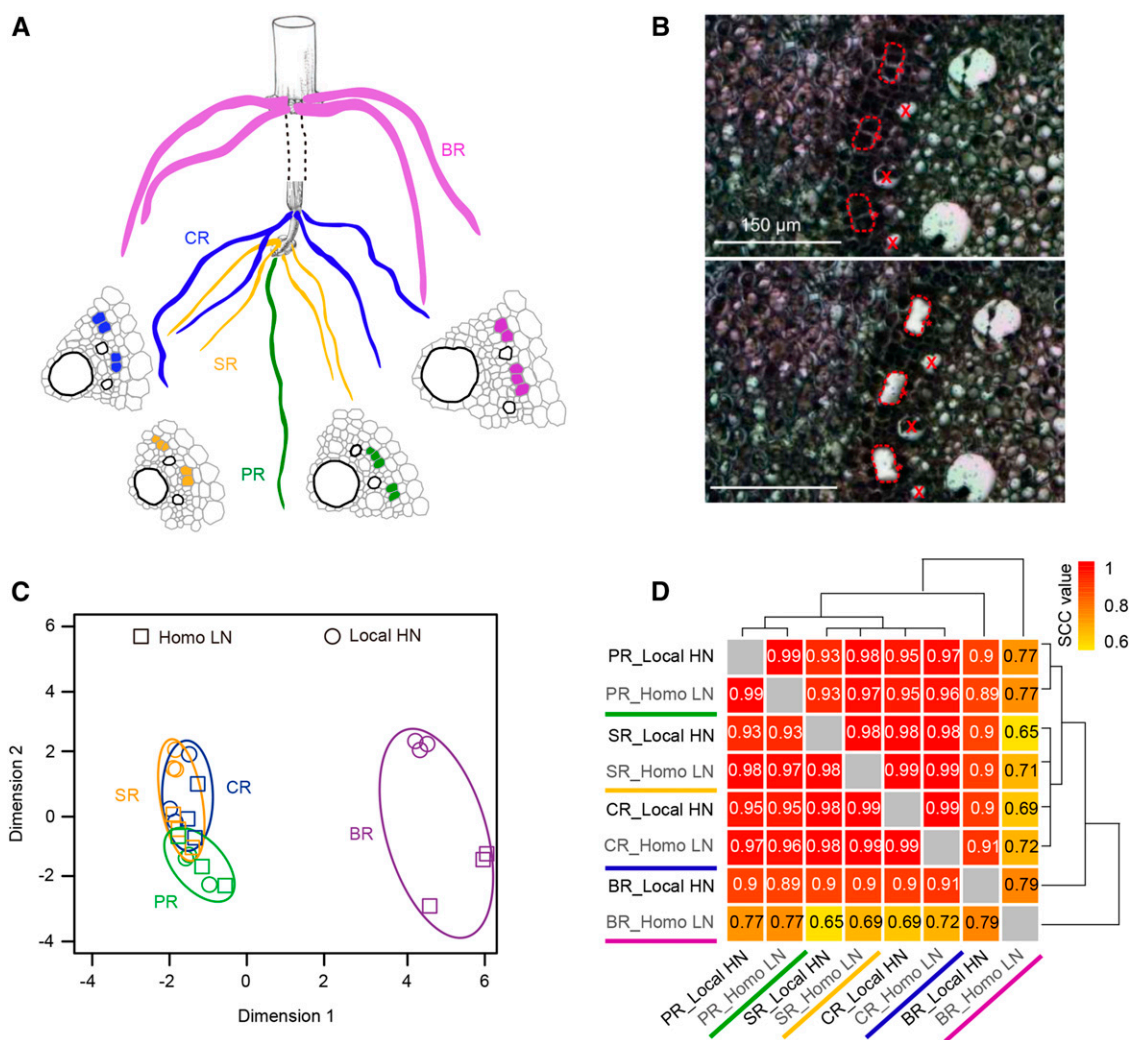 A
BR
CR
SR
PR
B
x
x
150 µm
x
x
x
x
C
6
4
2
0
-2
-4
Dimension 2
Homo LN
Local HN
SR
CR
PR
BR
-4
-2
0
2
4
6
Dimension 1
D
SCC value
1
0.8
0.6
PR_Local HN 0.99 0.93 0.98 0.95 0.97 0.9 0.77
PR_Homo LN 0.99 0.93 0.97 0.95 0.96 0.89 0.77
SR_Local HN 0.93 0.93 0.98 0.98 0.98 0.9 0.65
SR_Homo LN 0.98 0.97 0.98 0.99 0.99 0.9 0.71
CR_Local HN 0.95 0.95 0.98 0.99 0.99 0.9 0.69
CR_Homo LN 0.97 0.96 0.98 0.99 0.99 0.91 0.72
BR_Local HN 0.9 0.89 0.9 0.9 0.9 0.91 0.79
BR_Homo LN 0.77 0.77 0.65 0.69 0.69 0.72 0.79
PR_Local HN
PR_Homo LN
SR_Local HN
SR_Homo LN
CR_Local HN
CR_Homo LN
BR_Local HN
BR_Homo LN